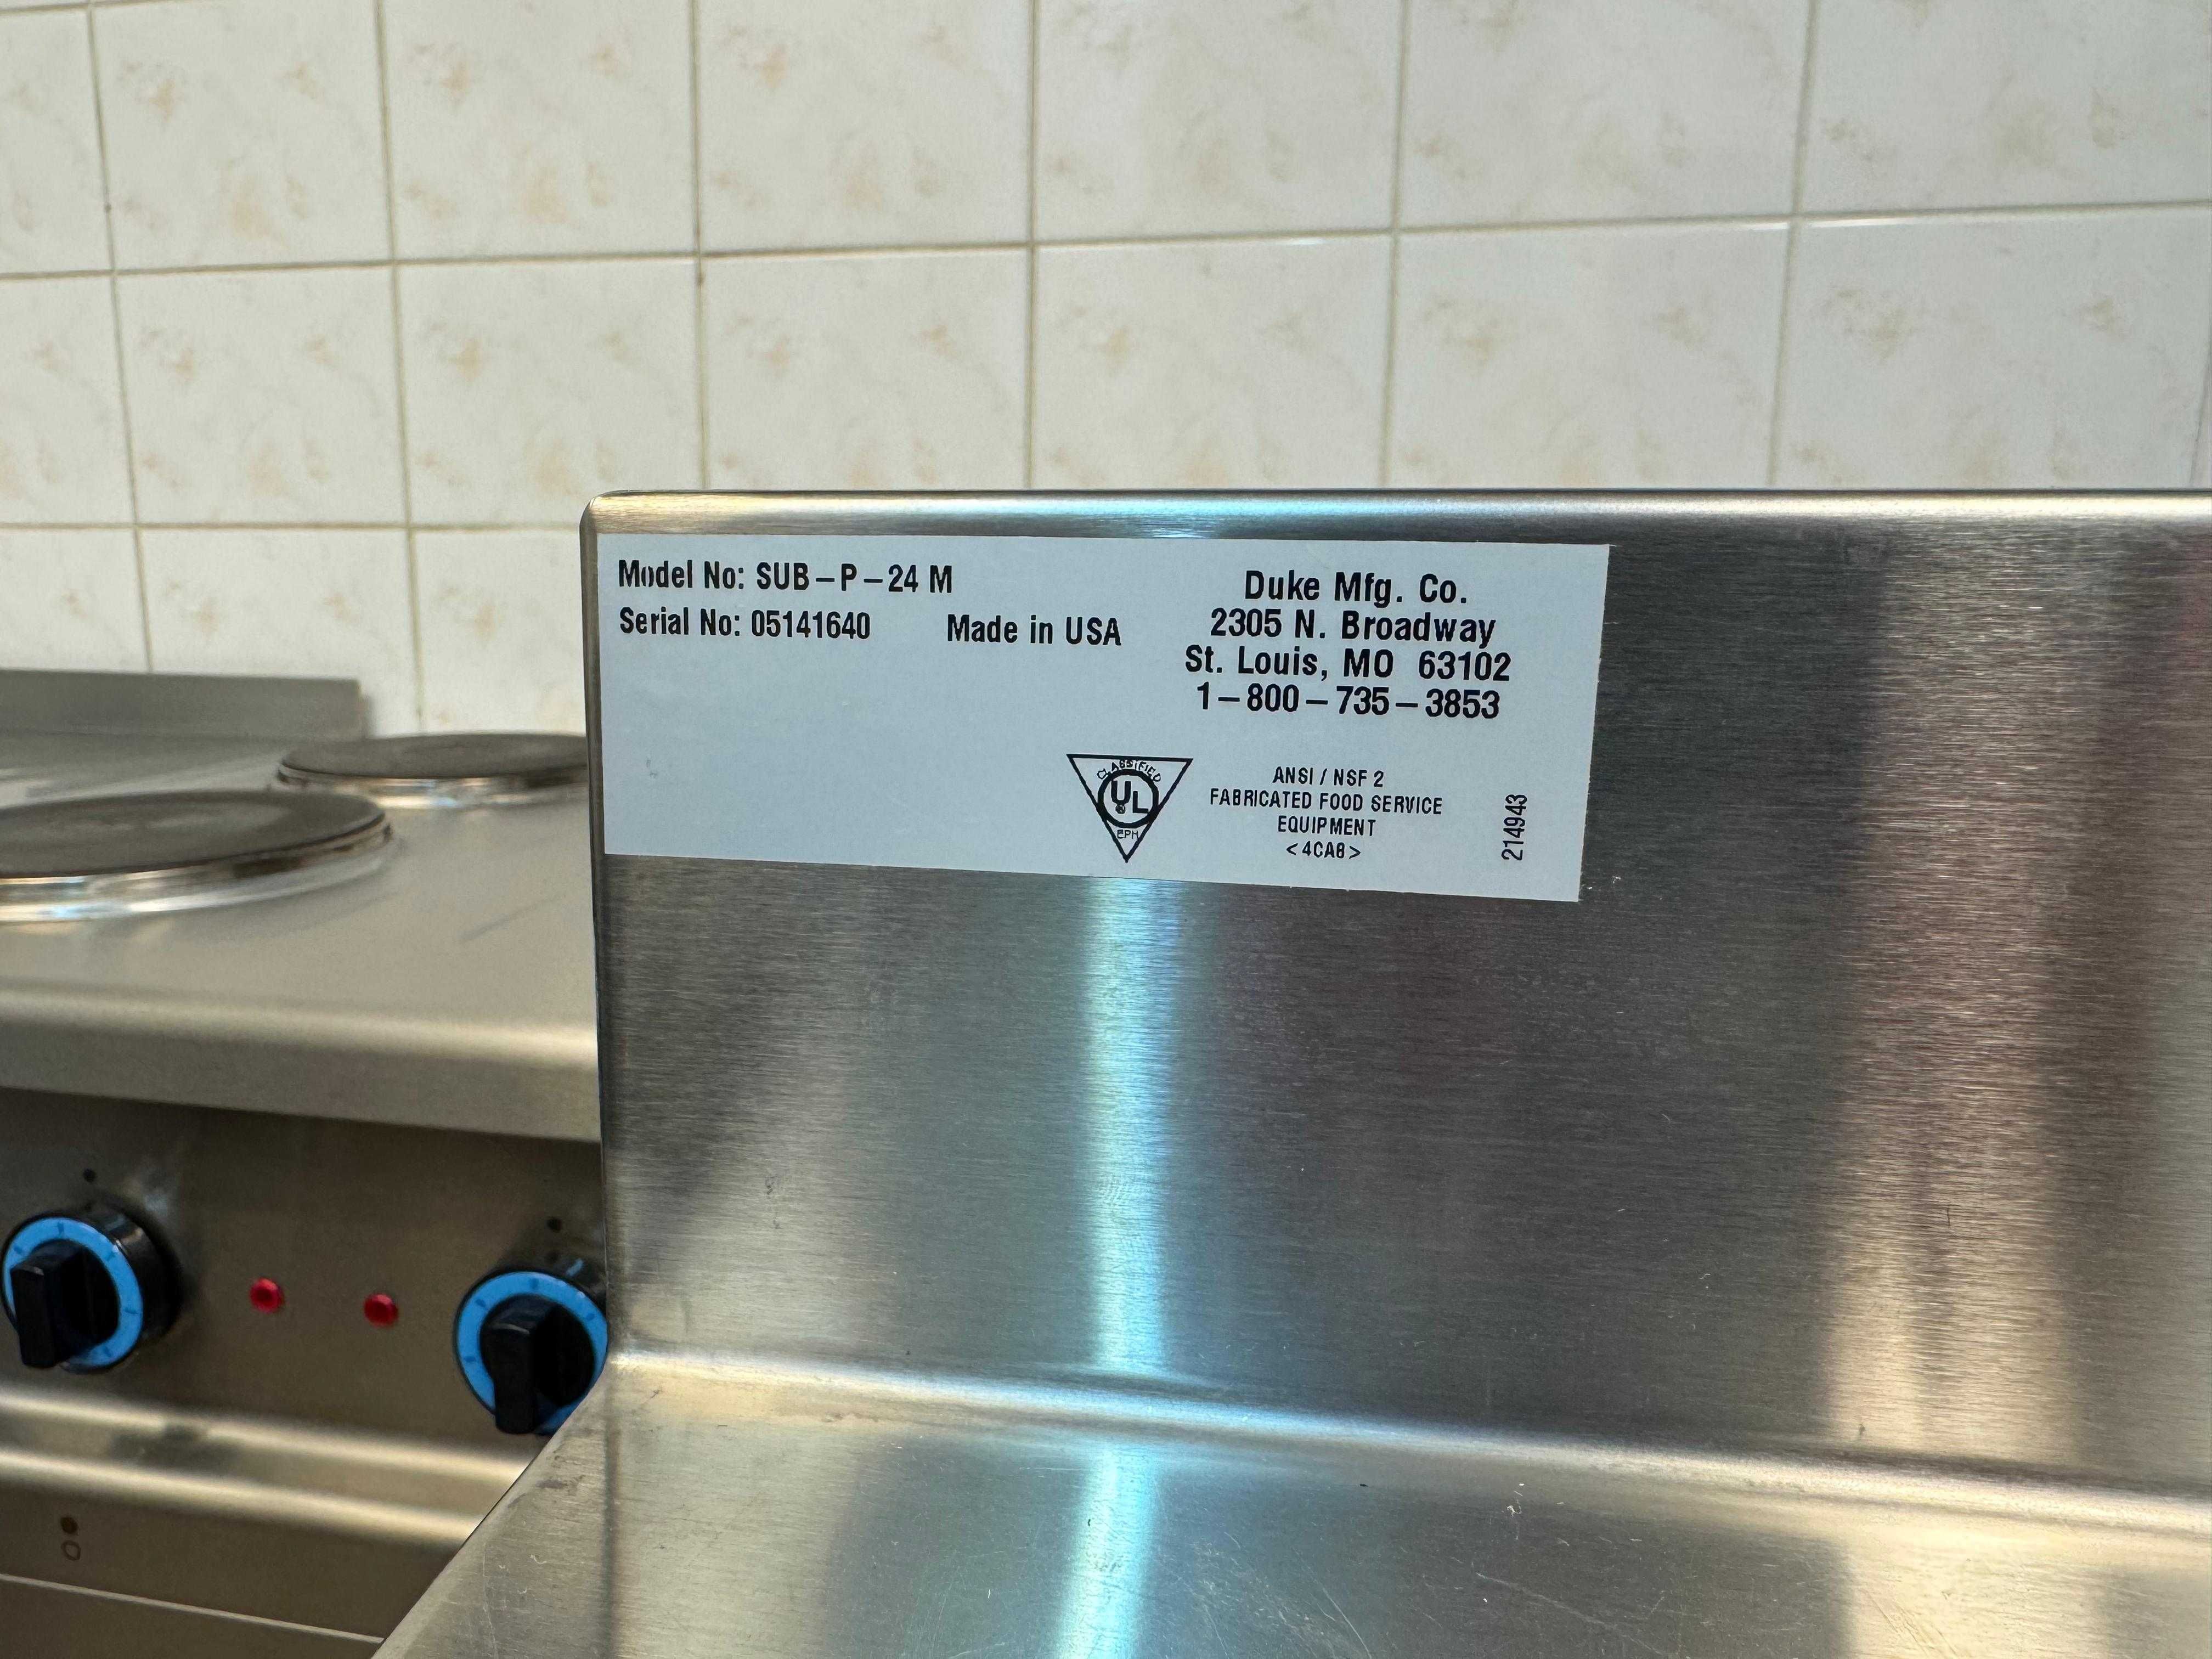 Model No: SUB-P-24 M
Serial No: 05141640
Made in USA
Duke Mfg. Co.
2305 N. Broadway
St. Louis, MO 63102
1-800-735-3853
CLASSIFIED
UL
EPH
ANSI / NSF 2
FABRICATED FOOD SERVICE
EQUIPMENT
<4CA8>
214943